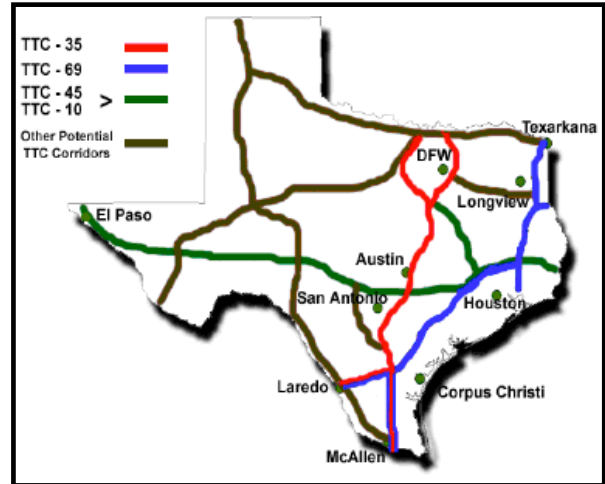 TTC - 35
TTC - 69
TTC - 45
TTC - 10 >
Other Potential
TTC Corridors
Texarkana
DFW
Longview
El Paso
Austin
San Antonto
Houston
Laredo
Corpus Christi
McAllen